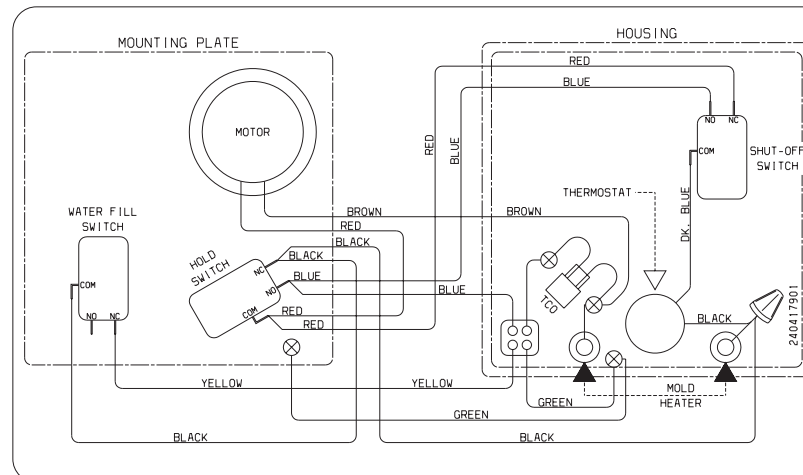 MOUNTING PLATE
HOUSING
RED
BLUE
MOTOR
NO
NC
COM
SHUT-OFF
SWITCH
RED
BLUE
THERMOSTAT
DK. BLUE
WATER FILL
SWITCH
BROWN
BROWN
RED
BLACK
BLACK
HOLD
SWITCH
NC
NO
COM
BLUE
BLUE
RED
RED
COM
NO
NC
TCO
BLACK
240417901
YELLOW
YELLOW
MOLD
HEATER
GREEN
GREEN
BLACK
BLACK